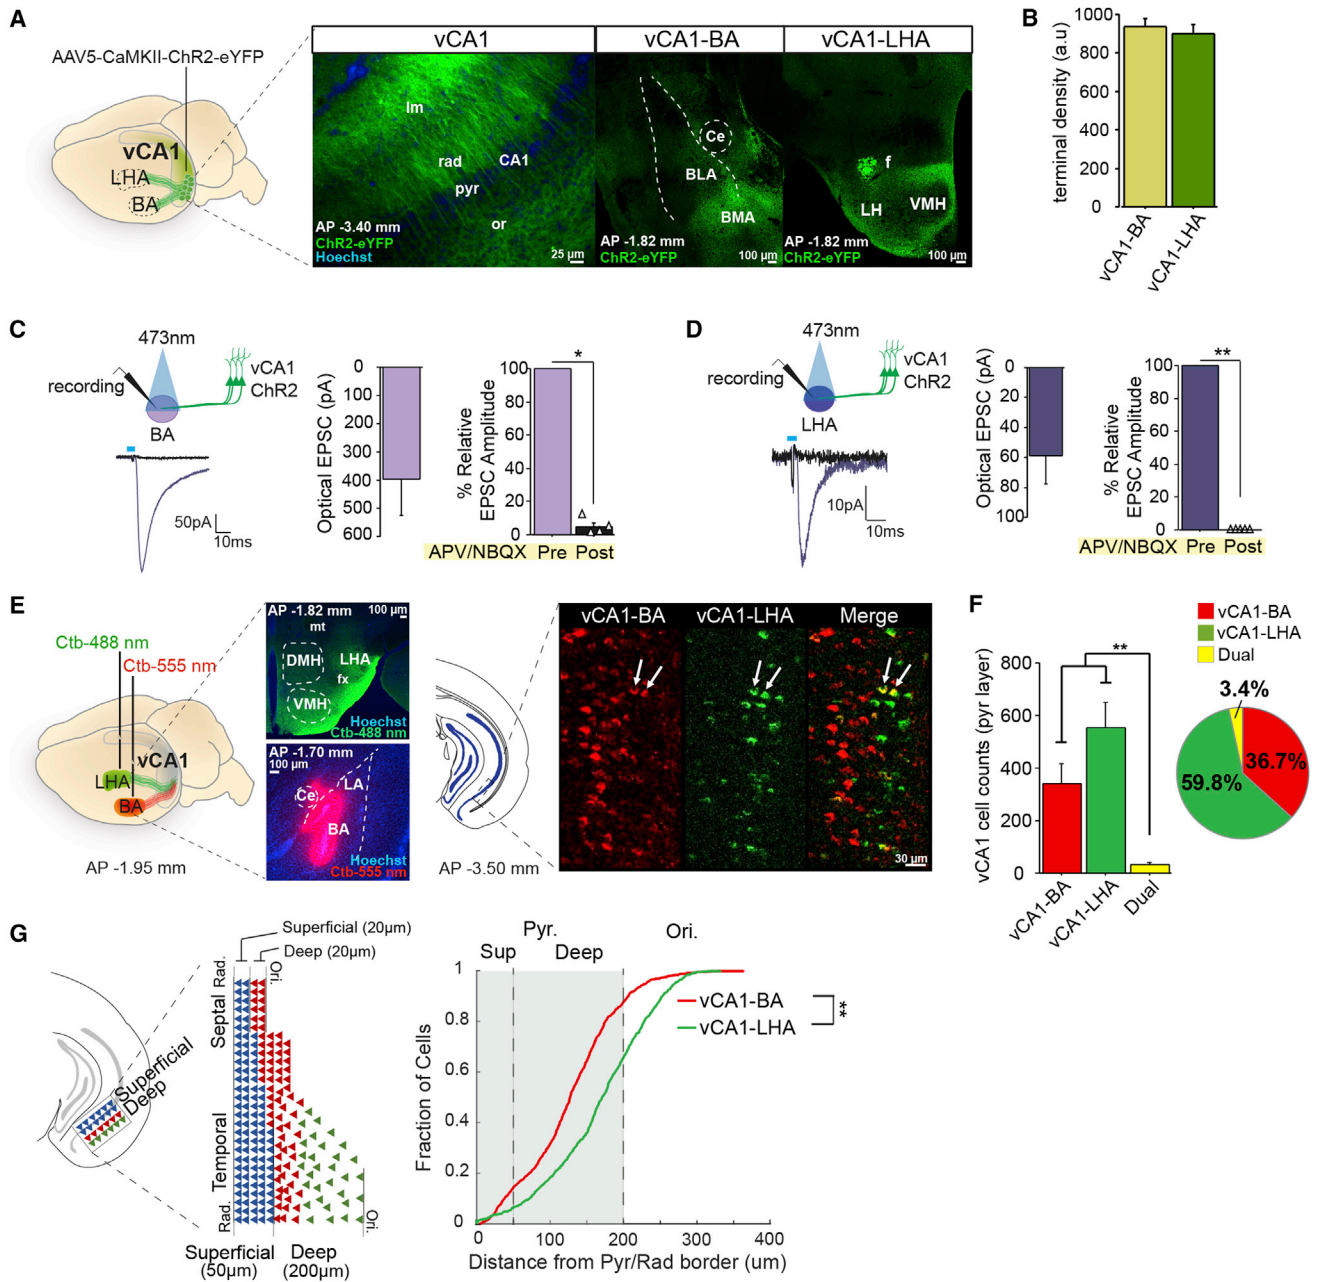 A
AAV5-CaMKII-ChR2-eYFP
vCA1
LHA
BA
vCA1
vCA1-BA
vCA1-LHA
lm
rad
CA1
pyr
or
AP -3.40 mm
ChR2-eYFP
Hoechst
25 µm
Ce
BLA
BMA
AP -1.82 mm
ChR2-eYFP
100 µm
f
LH
VMH
AP -1.82 mm
ChR2-eYFP
100 µm
B
terminal density (a.u)
1000
800
600
400
200
0
vCA1-BA
vCA1-LHA
C
473nm
recording
vCA1
ChR2
BA
50pA
10ms
Optical EPSC (pA)
0
100
200
300
400
500
600
% Relative
EPSC Amplitude
100
80
60
40
20
0
*
APV/NBQX Pre Post
D
473nm
recording
vCA1
ChR2
LHA
10pA
10ms
Optical EPSC (pA)
0
20
40
60
80
100
% Relative
EPSC Amplitude
100
80
60
40
20
0
**
APV/NBQX Pre Post
E
Ctb-488 nm
Ctb-555 nm
vCA1
LHA
BA
AP -1.95 mm
AP -1.82 mm
100 µm
mt
DMH
LHA
fx
VMH
Hoechst
Ctb-488 nm
AP -1.70 mm
100 µm
LA
Ce
BA
Hoechst
Ctb-555 nm
AP -3.50 mm
vCA1-BA
vCA1-LHA
Merge
30 µm
F
vCA1 cell counts (pyr layer)
800
600
400
200
0
**
vCA1-BA
vCA1-LHA
Dual
vCA1-BA
vCA1-LHA
Dual
3.4%
36.7%
59.8%
G
Superficial
Deep
Superficial (20µm)
Deep (20µm)
Rad.
Ori.
Septal
Temporal
Rad.
Ori.
Superficial
(50µm)
Deep
(200µm)
Pyr.
Ori.
Sup
Deep
Fraction of Cells
1
0.8
0.6
0.4
0.2
0
vCA1-BA
vCA1-LHA
**
0
100
200
300
400
Distance from Pyr/Rad border (um)